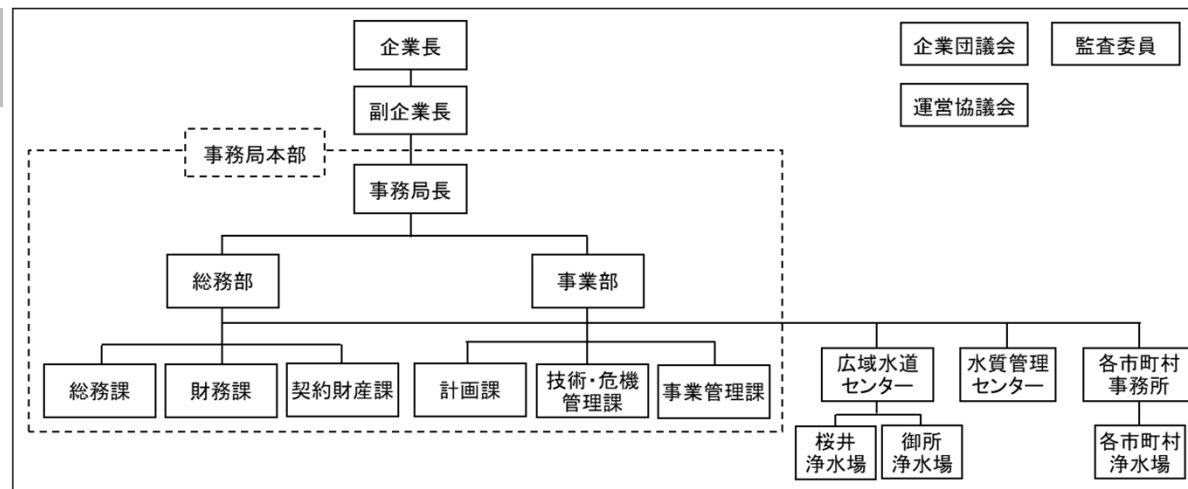 企業長
企業団議会
監査委員
副企業長
運営協議会
事務局本部
事務局長
総務部
事業部
総務課
財務課
契約財産課
計画課
技術・危機
管理課
事業管理課
広域水道
センター
水質管理
センター
各市町村
事務所
桜井
浄水場
御所
浄水場
各市町村
浄水場